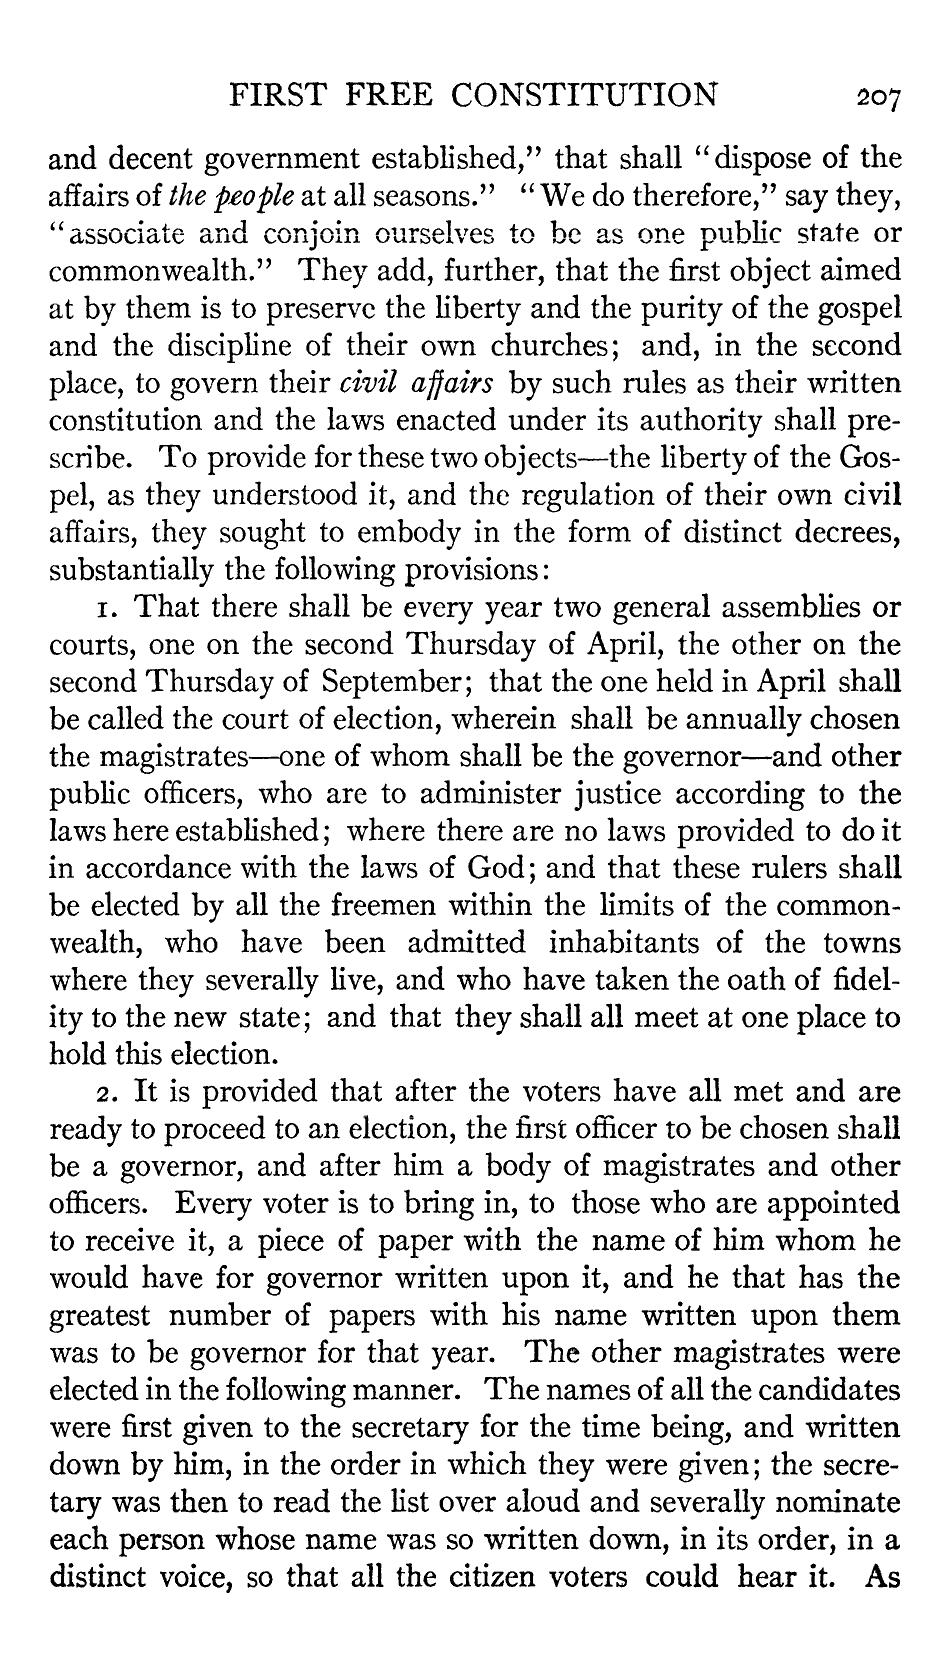 FIRST FREE CONSTITUTION 207
and decent government established,” that shall “dispose of the
affairs of the people at all seasons.” “We do therefore,” say they,
“associate and conjoin ourselves to be as one public state or
commonwealth.” They add, further, that the first object aimed
at by them is to preserve the liberty and the purity of the gospel
and the discipline of their own churches; and, in the second
place, to govern their civil affairs by such rules as their written
constitution and the laws enacted under its authority shall pre-
scribe. To provide for these two objects—the liberty of the Gos-
pel, as they understood it, and the regulation of their own civil
affairs, they sought to embody in the form of distinct decrees,
substantially the following provisions:
1. That there shall be every year two general assemblies or
courts, one on the second Thursday of April, the other on the
second Thursday of September; that the one held in April shall
be called the court of election, wherein shall be annually chosen
the magistrates—one of whom shall be the governor—and other
public officers, who are to administer justice according to the
laws here established; where there are no laws provided to do it
in accordance with the laws of God; and that these rulers shall
be elected by all the freemen within the limits of the common-
wealth, who have been admitted inhabitants of the towns
where they severally live, and who have taken the oath of fidel-
ity to the new state; and that they shall all meet at one place to
hold this election.
2. It is provided that after the voters have all met and are
ready to proceed to an election, the first officer to be chosen shall
be a governor, and after him a body of magistrates and other
officers. Every voter is to bring in, to those who are appointed
to receive it, a piece of paper with the name of him whom he
would have for governor written upon it, and he that has the
greatest number of papers with his name written upon them
was to be governor for that year. The other magistrates were
elected in the following manner. The names of all the candidates
were first given to the secretary for the time being, and written
down by him, in the order in which they were given; the secre-
tary was then to read the list over aloud and severally nominate
each person whose name was so written down, in its order, in a
distinct voice, so that all the citizen voters could hear it. As